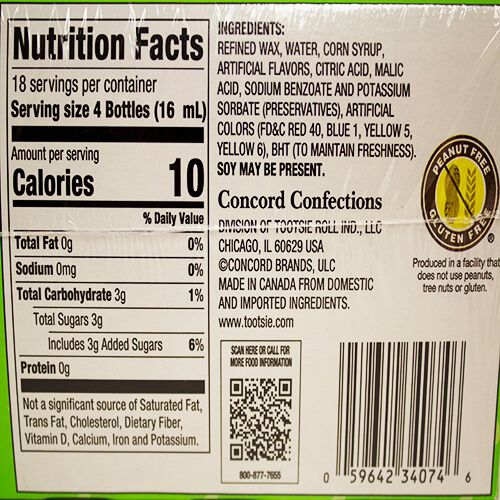 Nutrition Facts
18 servings per container
Serving size 4 Bottles (16 mL)
Amount per serving
Calories 10
% Daily Value
Total Fat 0g 0%
Sodium 0mg 0%
Total Carbohydrate 3g 1%
Total Sugars 3g
Includes 3g Added Sugars 6%
Protein 0g
Not a significant source of Saturated Fat,
Trans Fat, Cholesterol, Dietary Fiber,
Vitamin D, Calcium, Iron and Potassium.
INGREDIENTS:
REFINED WAX, WATER, CORN SYRUP,
ARTIFICIAL FLAVORS, CITRIC ACID, MALIC
ACID, SODIUM BENZOATE AND POTASSIUM
SORBATE (PRESERVATIVES), ARTIFICIAL
COLORS (FD&C RED 40, BLUE 1, YELLOW 5,
YELLOW 6), BHT (TO MAINTAIN FRESHNESS).
SOY MAY BE PRESENT.
Concord Confections
DIVISION OF TOOTSIE ROLL IND., LLC
CHICAGO, IL 60629 USA
©CONCORD BRANDS, ULC
MADE IN CANADA FROM DOMESTIC
AND IMPORTED INGREDIENTS.
www.tootsie.com
PEANUT FREE
GLUTEN FREE
Produced in a facility that
does not use peanuts,
tree nuts or gluten.
SCAN HERE OR CALL FOR
MORE FOOD INFORMATION
800-877-7655
0 59642 34074 6